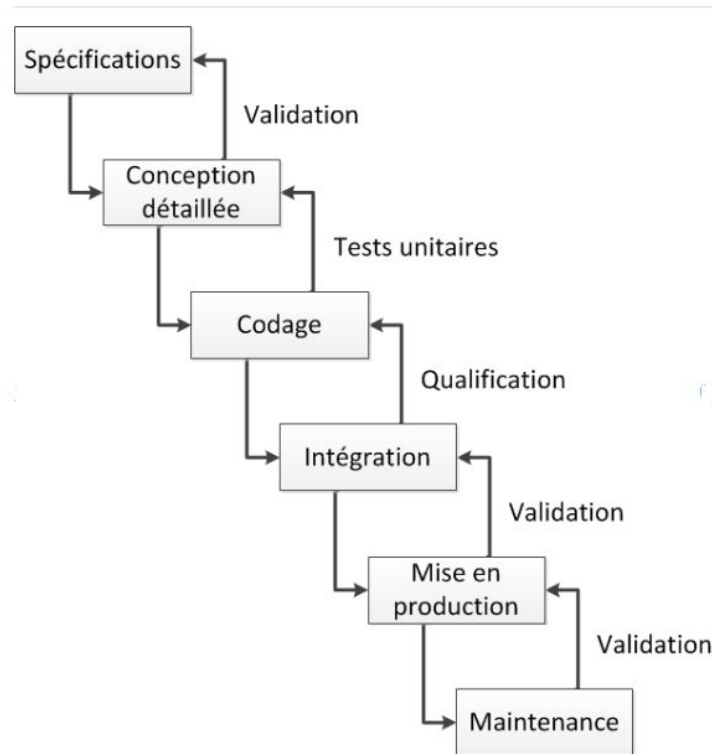 Spécifications
Validation
Conception
détaillée
Tests unitaires
Codage
Qualification
Intégration
Validation
Mise en
production
Validation
Maintenance